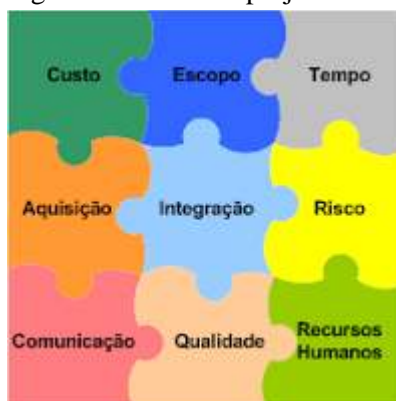 Custo
Escopo
Tempo
Aquisição
Integração
Risco
Comunicação
Qualidade
Recursos
Humanos